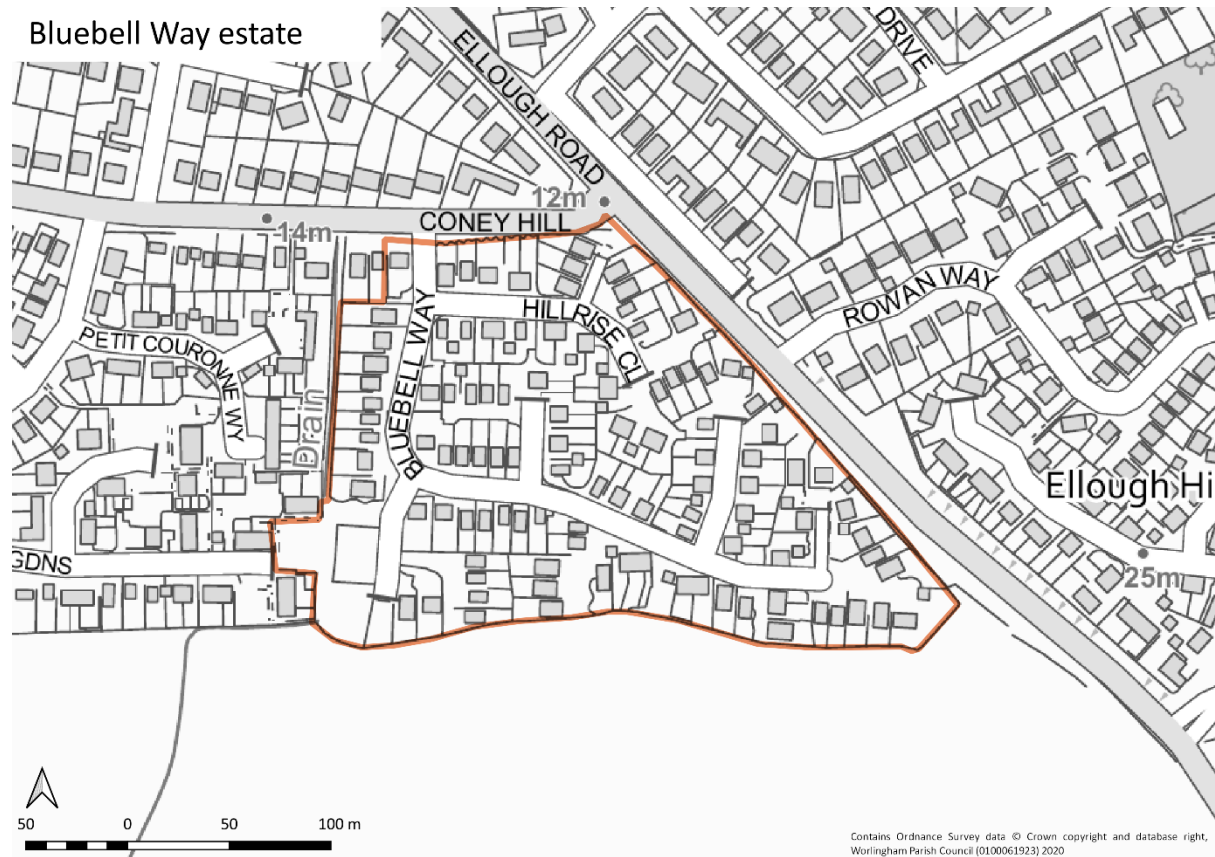 Bluebell Way estate
DRIVE
ELLOUGH ROAD
12m
CONEY HILL
14m
ROWAN WAY
HILLRISE CL
BLUEBELL WAY
PETIT COURONNE WY
Drain
Ellough Hi
GDNS
25m
50 0 50 100 m
Contains Ordnance Survey data © Crown copyright and database right,
Worlingham Parish Council (0100061923) 2020